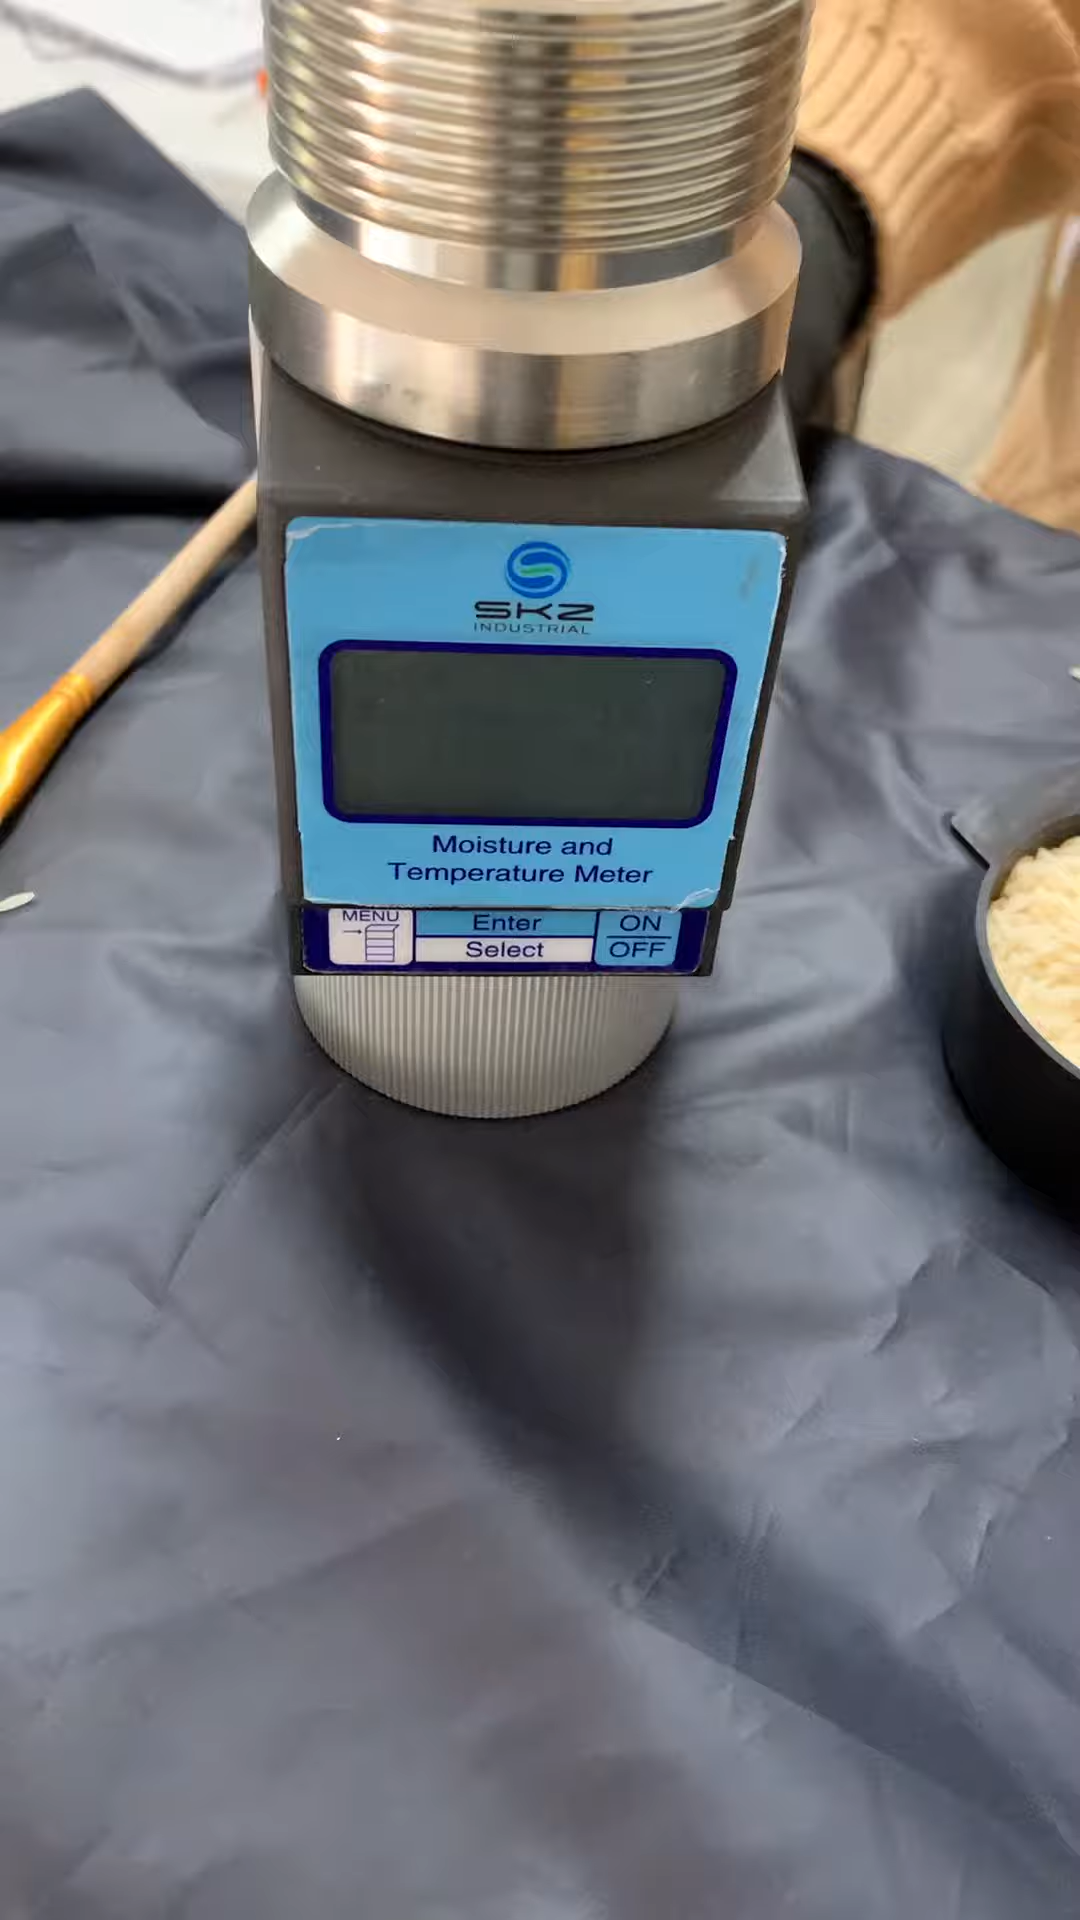 SKZ
INDUSTRIAL
Moisture and
Temperature Meter
MENU
Enter
Select
ON
OFF